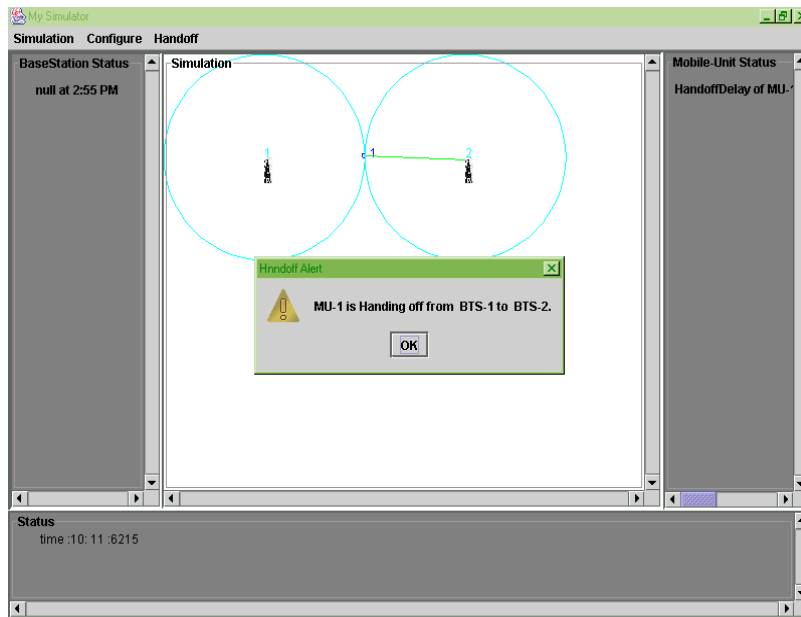 My Simulator
Simulation Configure Handoff
BaseStation Status
null at 2:55 PM
Simulation
1
2
1
Mobile-Unit Status
HandoffDelay of MU-1
Hnndoff Alert
MU-1 is Handing off from BTS-1 to BTS-2.
OK
Status
time :10: 11 :6215